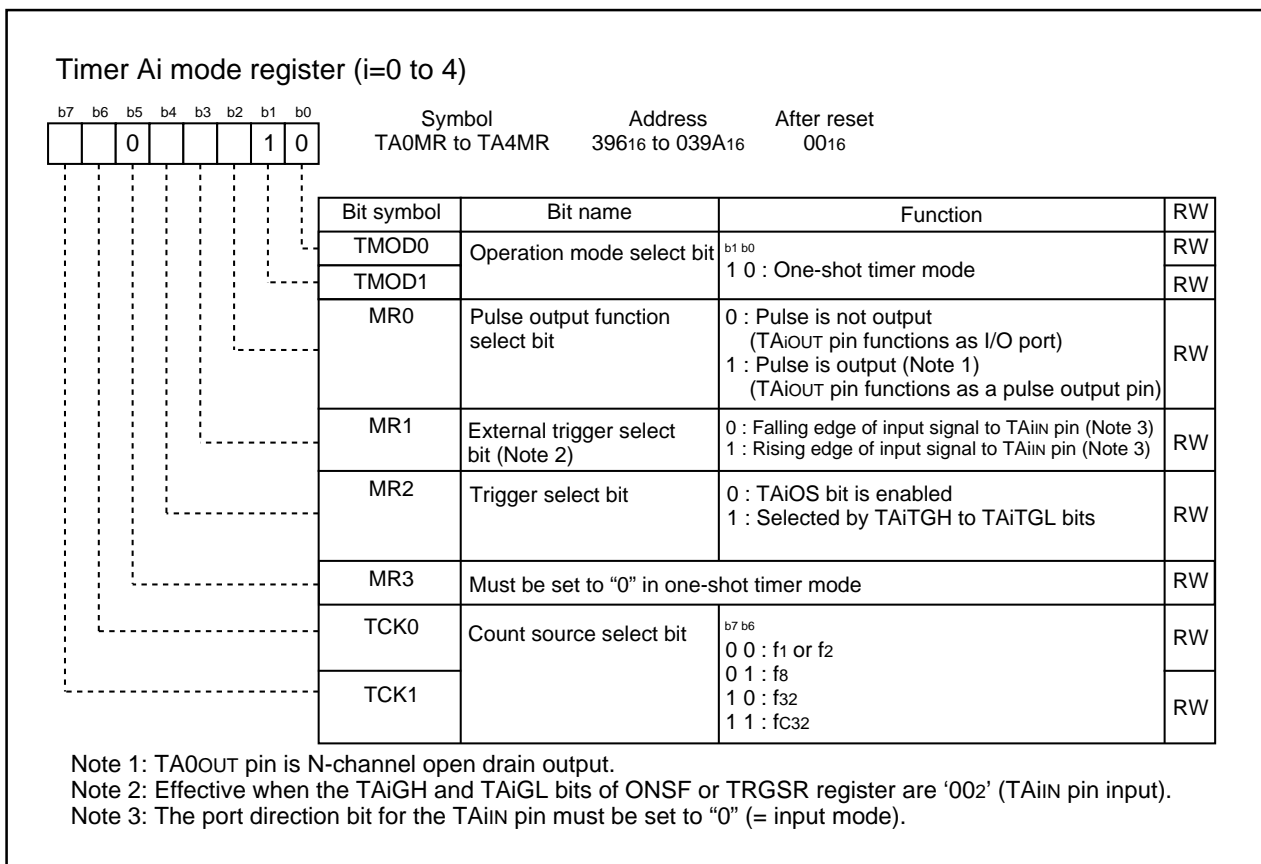 Timer Ai mode register (i=0 to 4)
b7 b6 b5 b4 b3 b2 b1 b0
0 1 0
Symbol Address After reset
TA0MR to TA4MR 39616 to 039A16 0016
Bit symbol Bit name Function RW
TMOD0 Operation mode select bit b1 b0 RW
TMOD1 1 0 : One-shot timer mode RW
MR0 Pulse output function select bit
0 : Pulse is not output
(TAiOUT pin functions as I/O port)
1 : Pulse is output (Note 1)
(TAiOUT pin functions as a pulse output pin)
RW
MR1 External trigger select bit (Note 2)
0 : Falling edge of input signal to TAiIN pin (Note 3)
1 : Rising edge of input signal to TAiIN pin (Note 3)
RW
MR2 Trigger select bit
0 : TAiOS bit is enabled
1 : Selected by TAiTGH to TAiTGL bits
RW
MR3 Must be set to “0” in one-shot timer mode RW
TCK0 Count source select bit b7 b6 RW
0 0 : f1 or f2
0 1 : f8
TCK1 1 0 : f32 RW
1 1 : fC32
Note 1: TA0OUT pin is N-channel open drain output.
Note 2: Effective when the TAiGH and TAiGL bits of ONSF or TRGSR register are ‘002’ (TAiIN pin input).
Note 3: The port direction bit for the TAiIN pin must be set to “0” (= input mode).